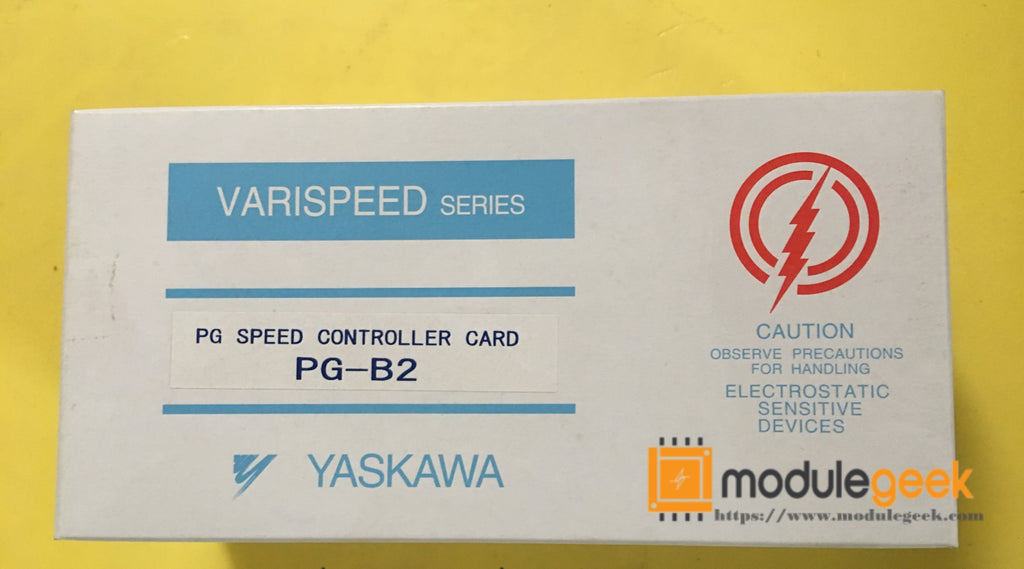 VARISPEED SERIES
PG SPEED CONTROLLER CARD
PG-B2
YASKAWA
CAUTION
OBSERVE PRECAUTIONS
FOR HANDLING
ELECTROSTATIC
SENSITIVE
DEVICES
modulegeek
https://www.modulegeek.com